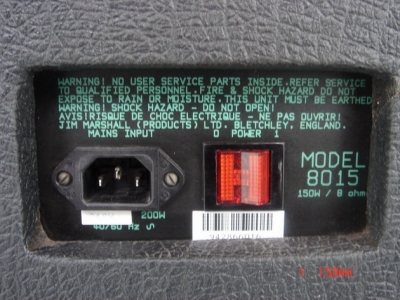 WARNING! NO USER SERVICE PARTS INSIDE.REFER SERVICE
TO QUALIFIED PERSONNEL.FIRE & SHOCK HAZARD DO NOT
EXPOSE TO RAIN OR MOISTURE.THIS UNIT MUST BE EARTHED
WARNING! SHOCK HAZARD - DO NOT OPEN!
AVIS!RISQUE DE CHOC ELECTRIQUE - NE PAS OUVRIR!
JIM MARSHALL (PRODUCTS) LTD. BLETCHLEY, ENGLAND.
MAINS INPUT
0 POWER 1
MODEL
8015
150W / 8 ohm
200W
40/60 Hz